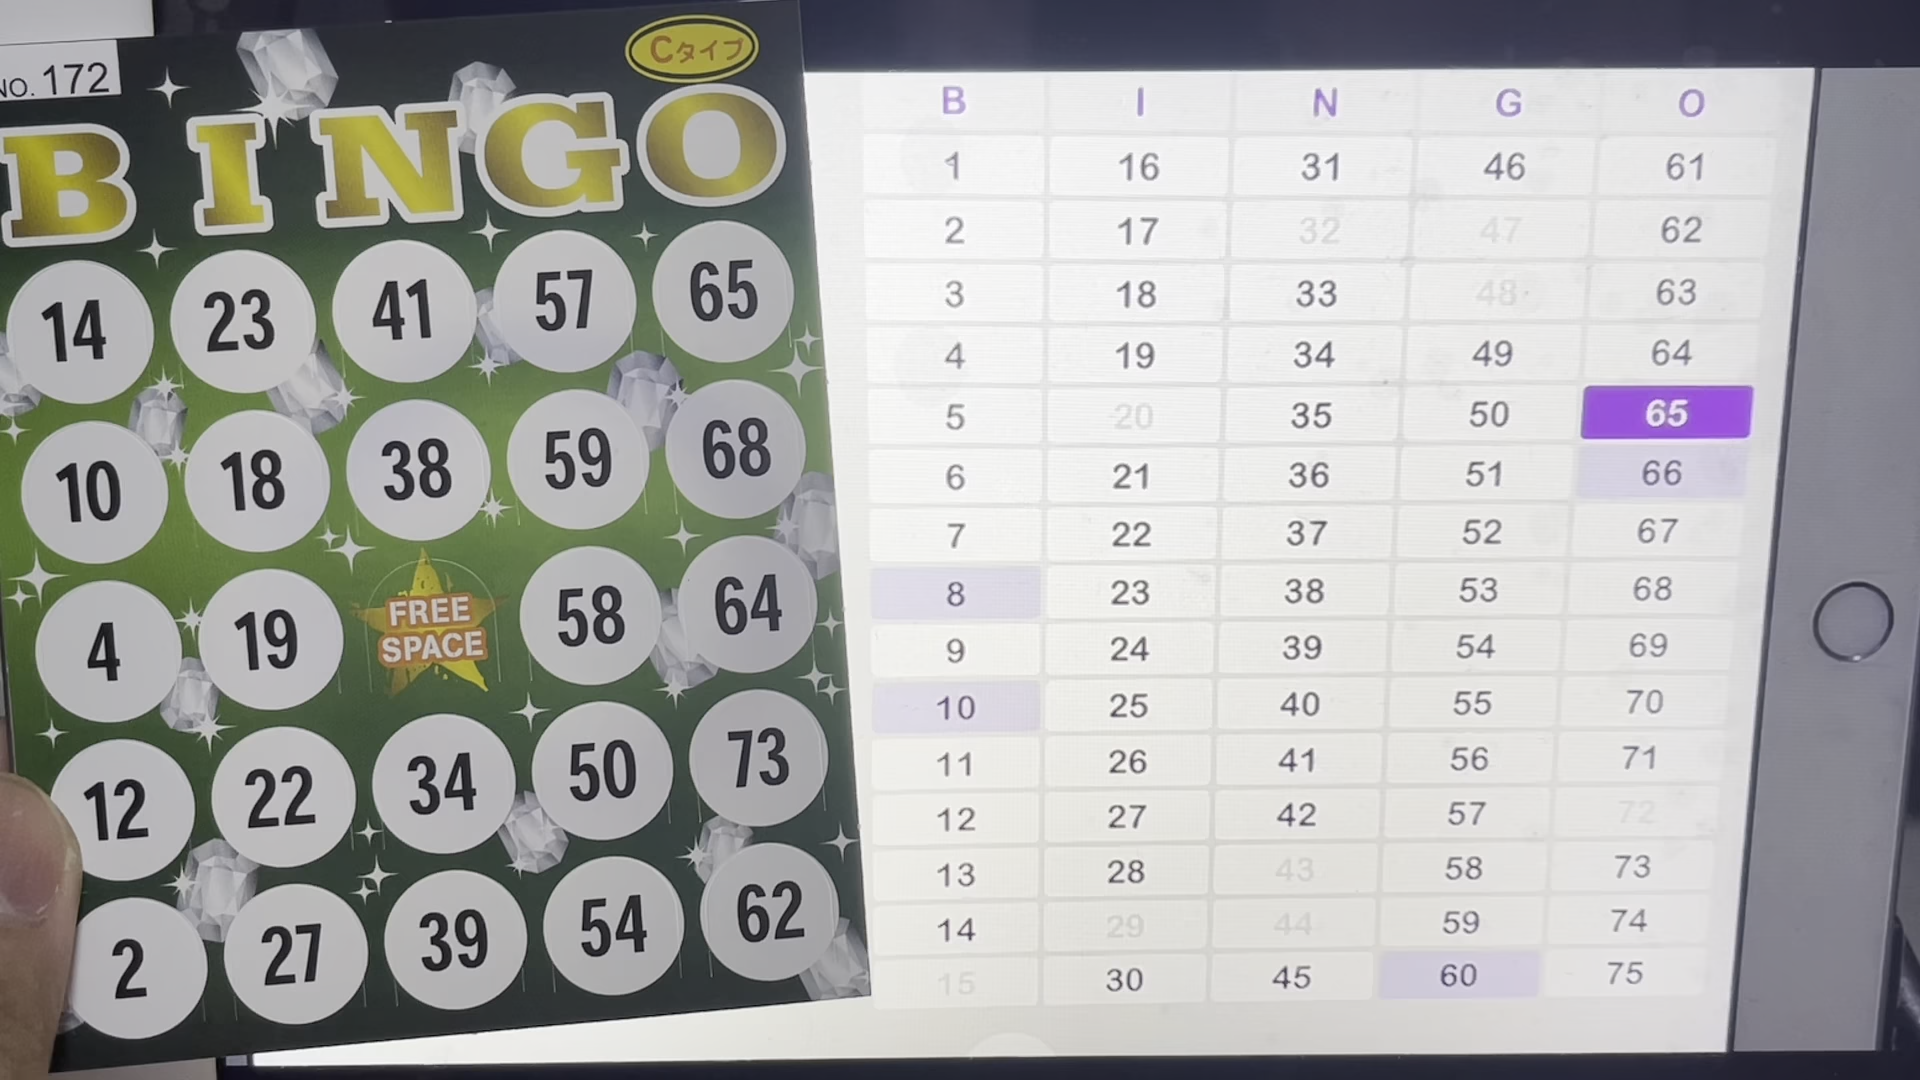 NO. 172
Cタイプ
BINGO
14 23 41 57 65
10 18 38 59 68
4 19 FREE SPACE 58 64
12 22 34 50 73
2 27 39 54 62
B I N G O
1 16 31 46 61
2 17 32 47 62
3 18 33 48 63
4 19 34 49 64
5 20 35 50 65
6 21 36 51 66
7 22 37 52 67
8 23 38 53 68
9 24 39 54 69
10 25 40 55 70
11 26 41 56 71
12 27 42 57 72
13 28 43 58 73
14 29 44 59 74
15 30 45 60 75